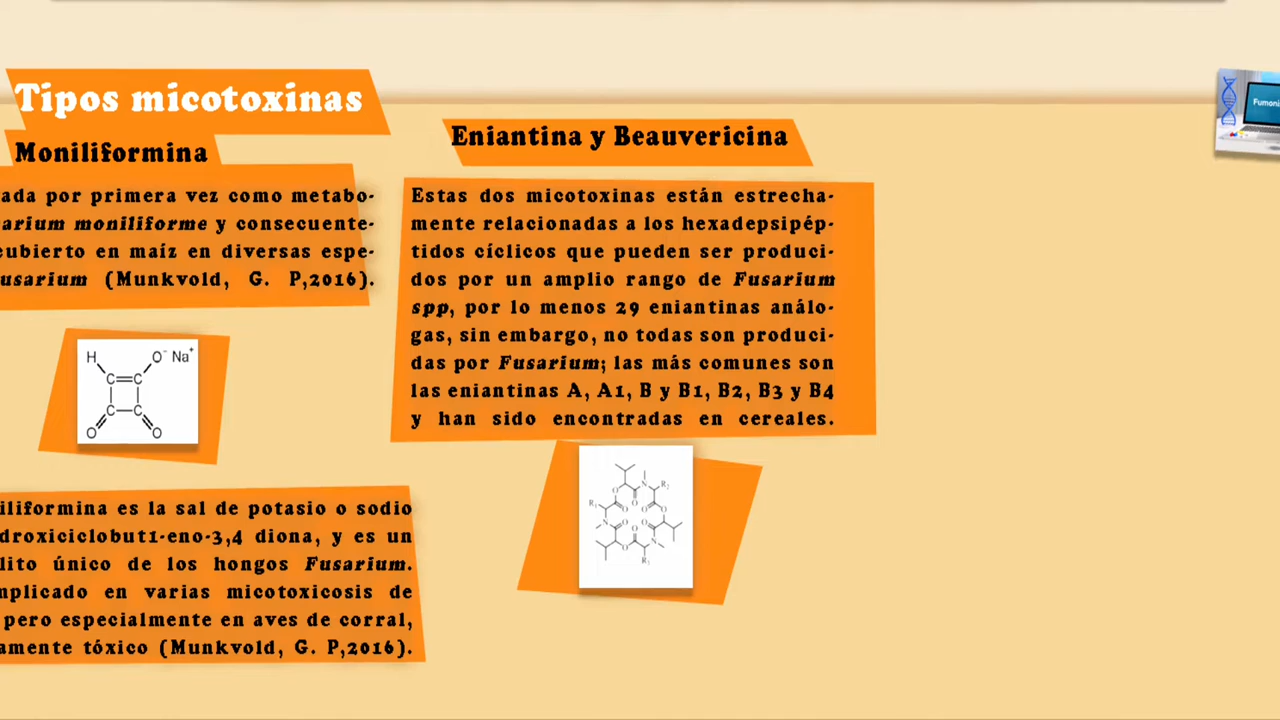 Tipos micotoxinas
Moniliformina
ada por primera vez como metabo-
arium moniliforme y consecuente-
cubierto en maíz en diversas espe-
usarium (Munkvold, G. P,2016).
H
O⁻ Na⁺
C C
C C
O O
iliformina es la sal de potasio o sodio
droxiciclobut1-eno-3,4 diona, y es un
lito único de los hongos Fusarium.
mplicado en varias micotoxicosis de
pero especialmente en aves de corral,
amente tóxico (Munkvold, G. P,2016).
Eniantina y Beauvericina
Estas dos micotoxinas están estrecha-
mente relacionadas a los hexadepsipép-
tidos cíclicos que pueden ser produci-
dos por un amplio rango de Fusarium
spp, por lo menos 29 eniantinas análo-
gas, sin embargo, no todas son produci-
das por Fusarium; las más comunes son
las eniantinas A, A1, B y B1, B2, B3 y B4
y han sido encontradas en cereales.
Fumonis